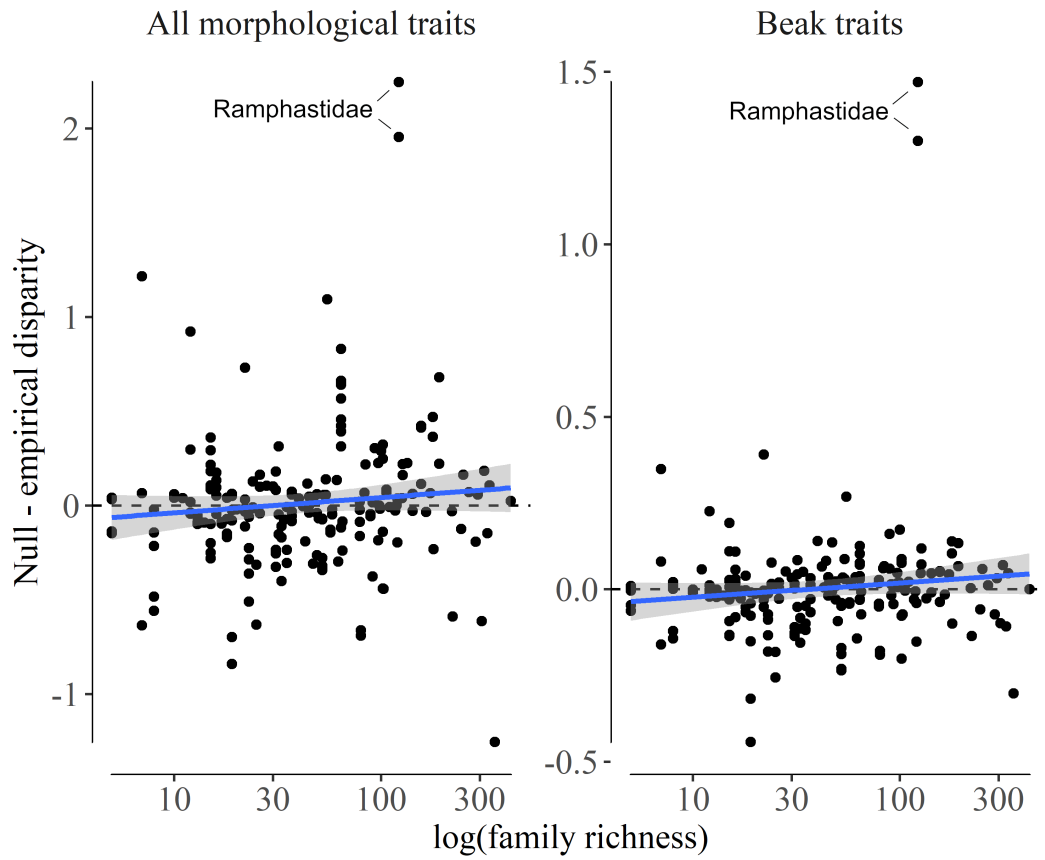 All morphological traits
Beak traits
Null - empirical disparity
2
1
0
-1
Ramphastidae
10
30
100
300
1.5
1.0
0.5
0.0
-0.5
Ramphastidae
10
30
100
300
log(family richness)